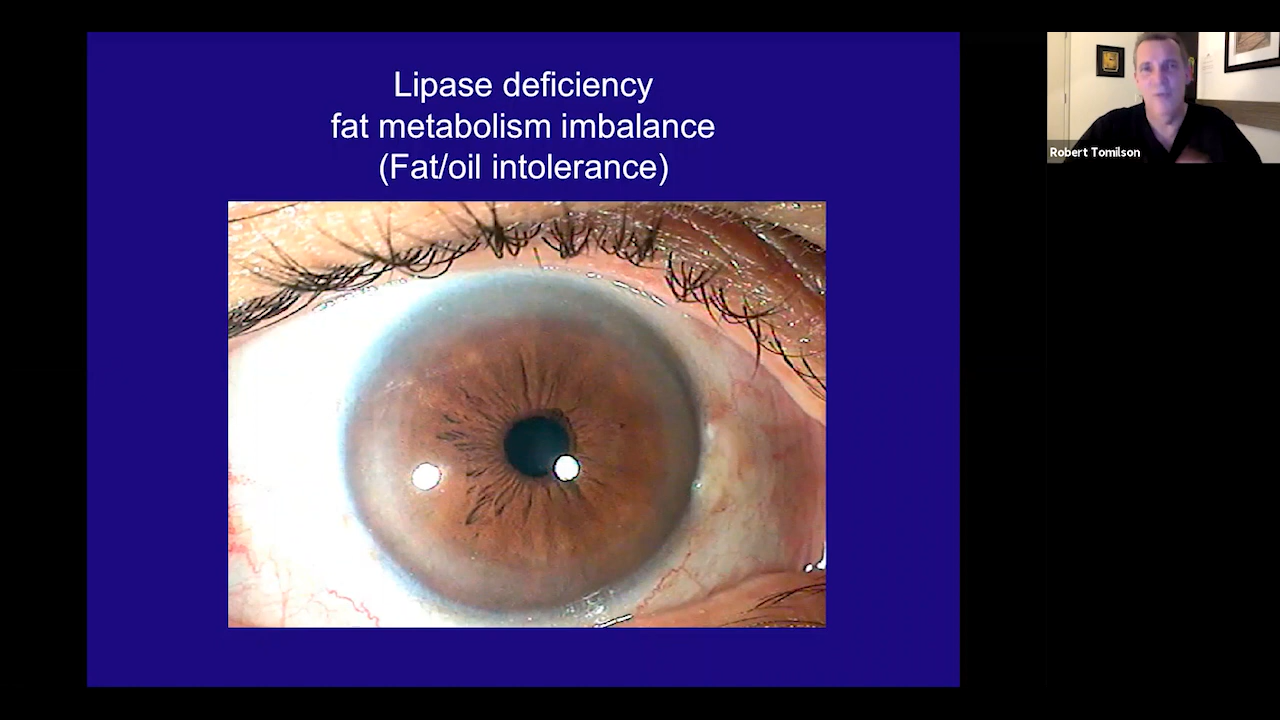 Lipase deficiency
fat metabolism imbalance
(Fat/oil intolerance)
Robert Tomilson